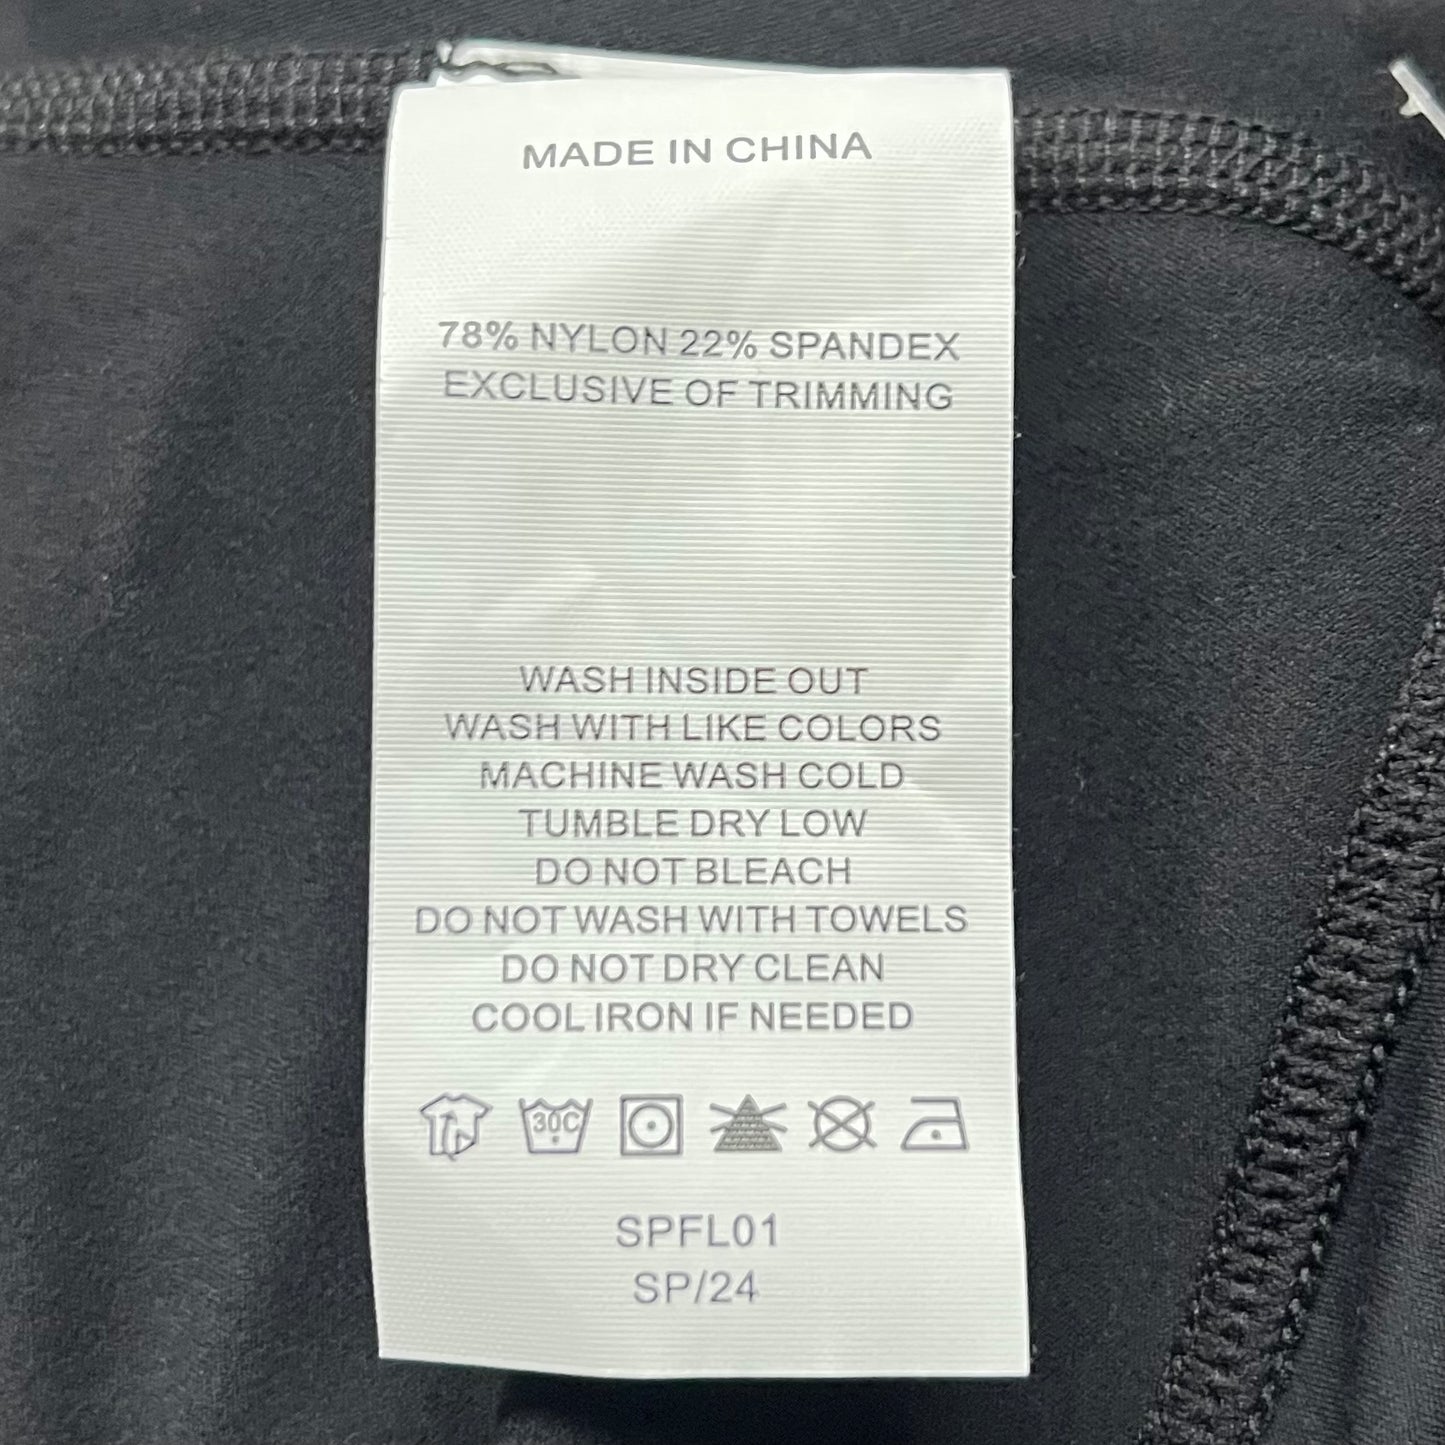 MADE IN CHINA
78% NYLON 22% SPANDEX
EXCLUSIVE OF TRIMMING
WASH INSIDE OUT
WASH WITH LIKE COLORS
MACHINE WASH COLD
TUMBLE DRY LOW
DO NOT BLEACH
DO NOT WASH WITH TOWELS
DO NOT DRY CLEAN
COOL IRON IF NEEDED
30C
SPFL01
SP/24